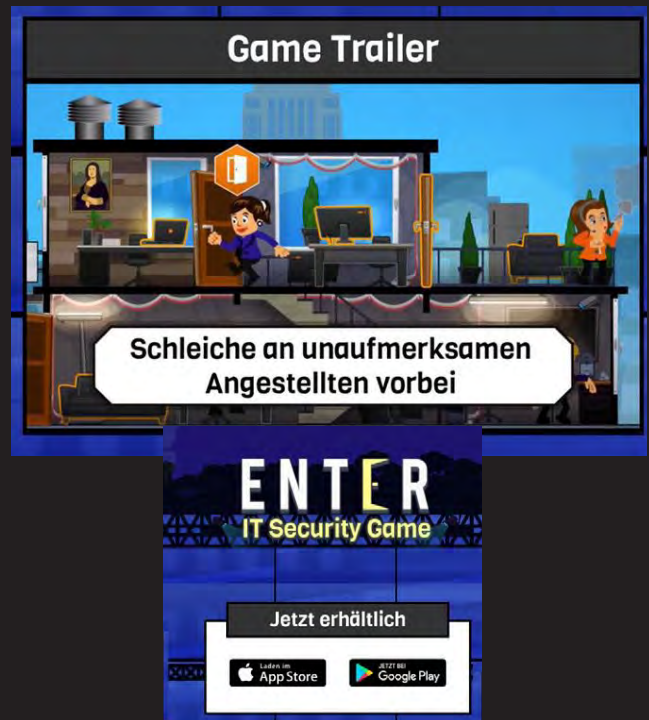 Game Trailer
Schleiche an unaufmerksamen
Angestellten vorbei
ENTER
IT Security Game
Jetzt erhältlich
Laden im
App Store
JETZT BEI
Google Play